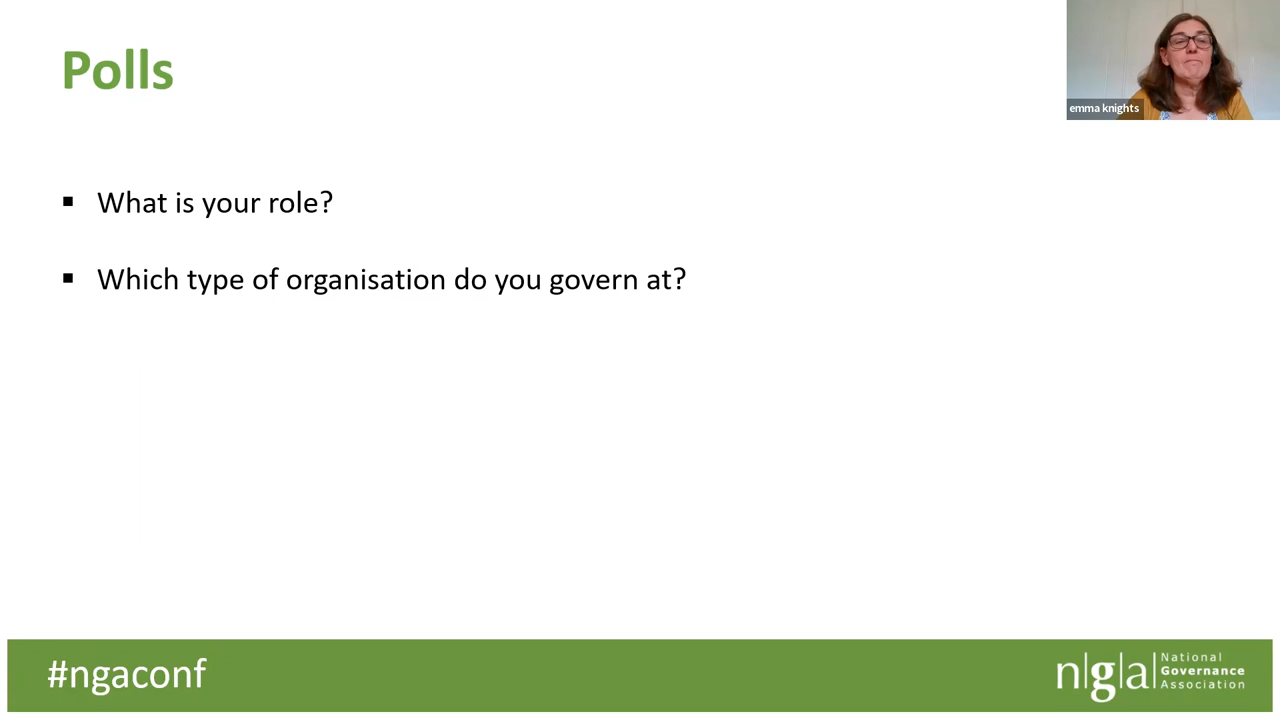 Polls
emma knights
▪ What is your role?
▪ Which type of organisation do you govern at?
#ngaconf
n|g|a|
National
Governance
Association